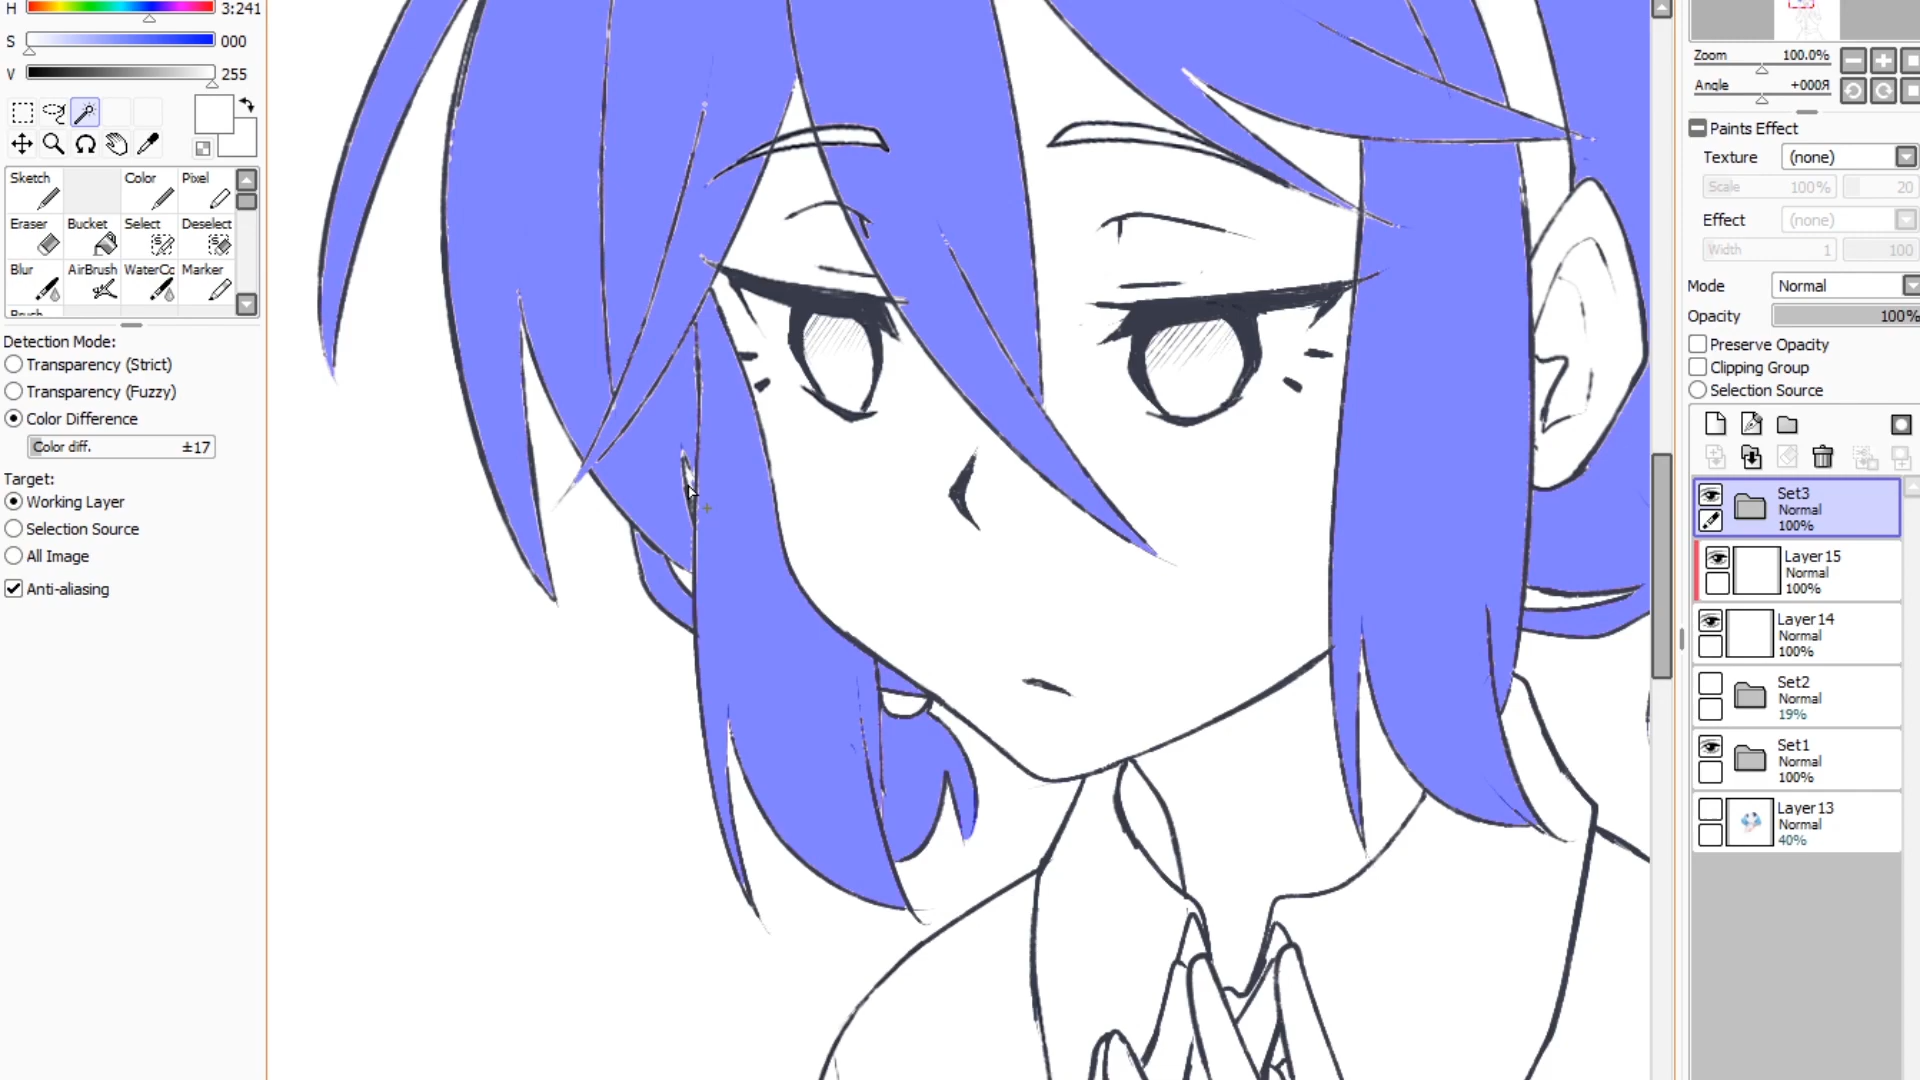 H 3:241
S 000
V 255
Sketch Color Pixel
Eraser Bucket Select Deselect
Blur AirBrush WaterCc Marker
Brush
Detection Mode:
Transparency (Strict)
Transparency (Fuzzy)
Color Difference
Color diff. ±17
Target:
Working Layer
Selection Source
All Image
Anti-aliasing
Zoom 100.0%
Angle +000Я
Paints Effect
Texture (none)
Scale 100% 20
Effect (none)
Width 1 100
Mode Normal
Opacity 100%
Preserve Opacity
Clipping Group
Selection Source
Set3
Normal
100%
Layer15
Normal
100%
Layer14
Normal
100%
Set2
Normal
19%
Set1
Normal
100%
Layer13
Normal
40%